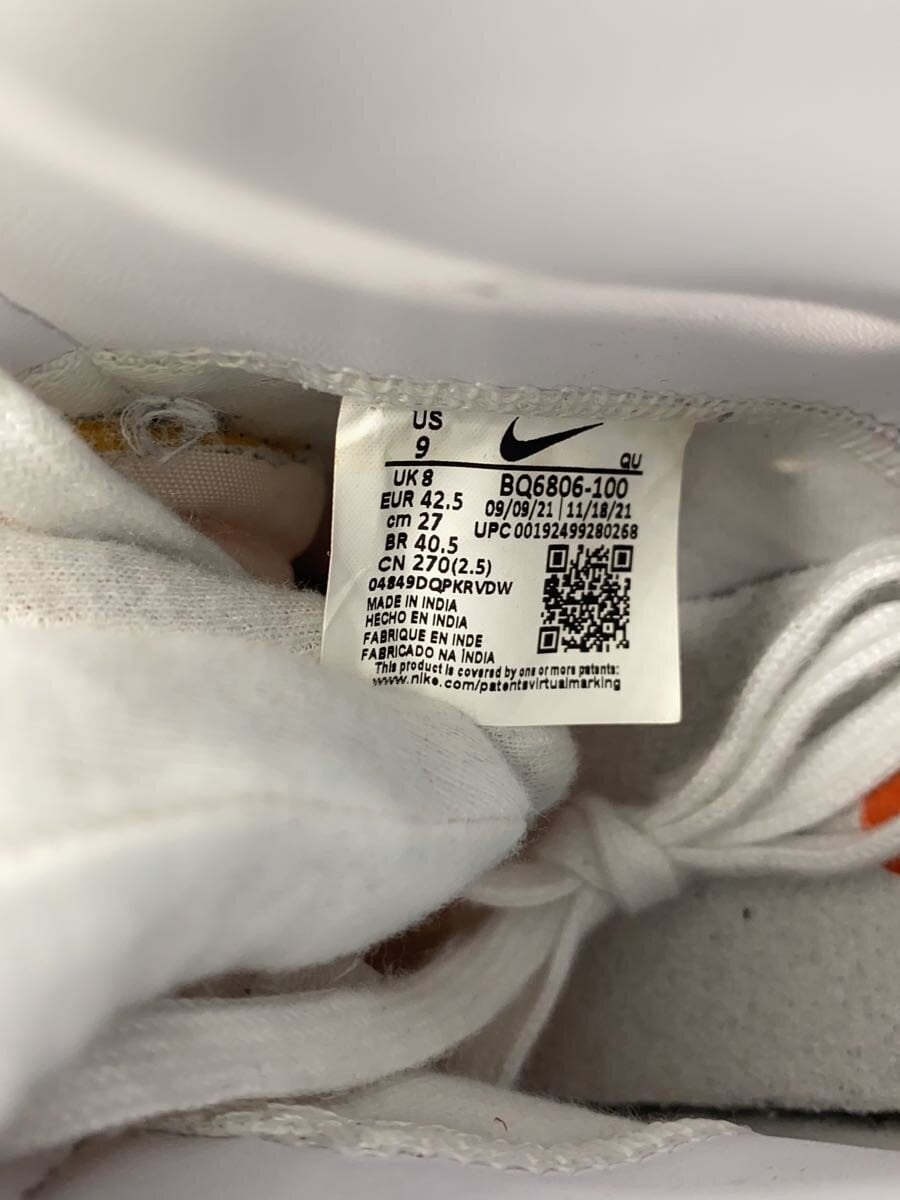 US
9
QU
UK 8
EUR 42.5
cm 27
BR 40.5
CN 270(2.5)
BQ6806-100
09/09/21 | 11/18/21
UPC 00192499280268
04849DQPKRVDW
MADE IN INDIA
HECHO EN INDIA
FABRIQUE EN INDE
FABRICADO NA ÍNDIA
This product is covered by one or more patents:
www.nike.com/patentsvirtualmarking